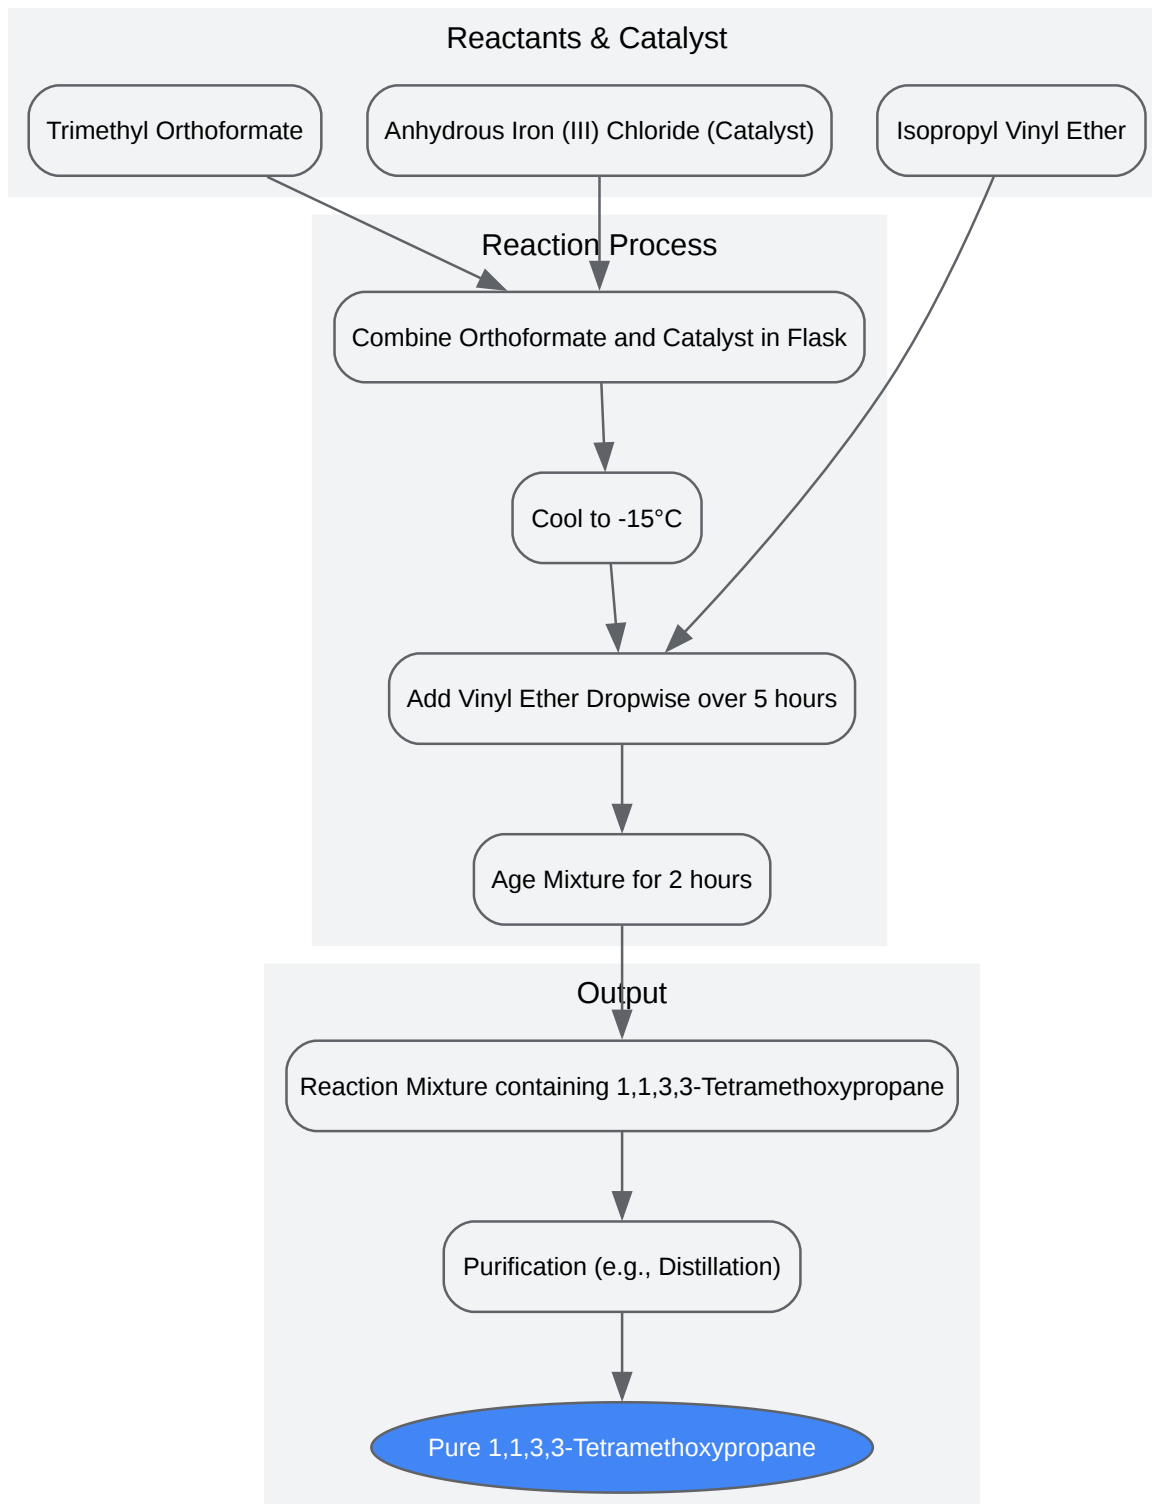 Reactants & Catalyst
Trimethyl Orthoformate
Anhydrous Iron (III) Chloride (Catalyst)
Isopropyl Vinyl Ether
Reaction Process
Combine Orthoformate and Catalyst in Flask
Cool to -15°C
Add Vinyl Ether Dropwise over 5 hours
Age Mixture for 2 hours
Output
Reaction Mixture containing 1,1,3,3-Tetramethoxypropane
Purification (e.g., Distillation)
Pure 1,1,3,3-Tetramethoxypropane